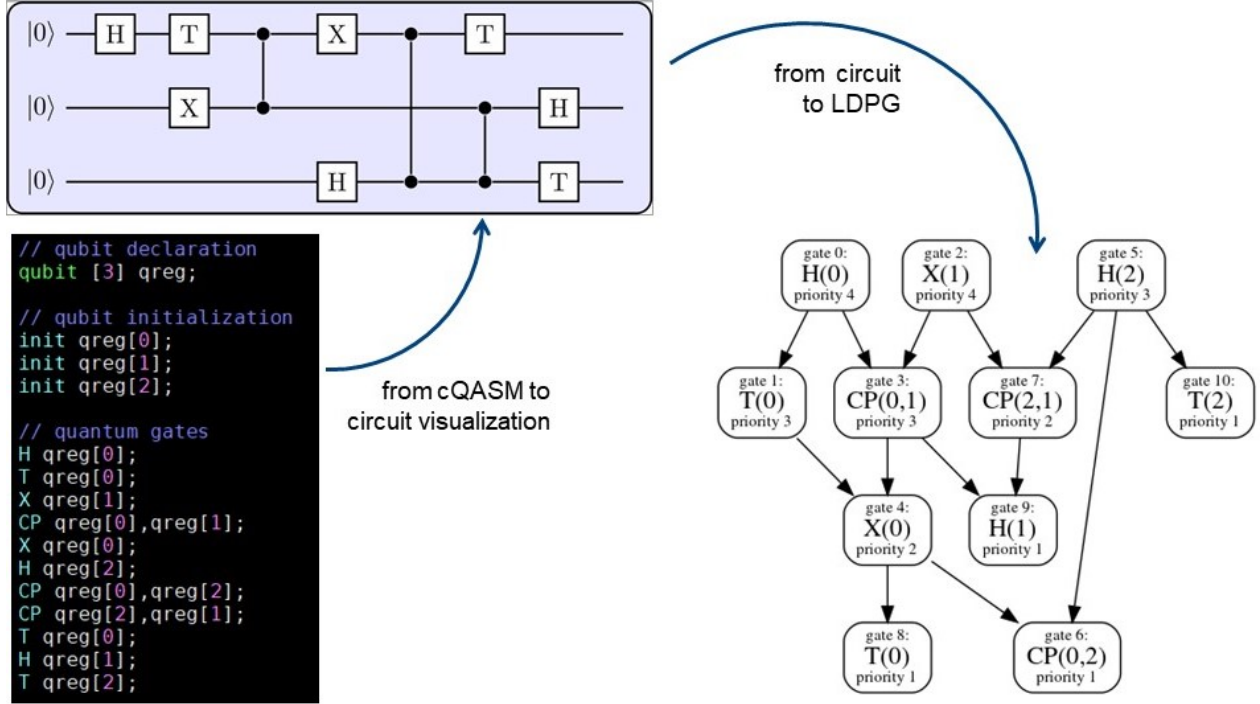 |0⟩ H T X T
|0⟩ X H
|0⟩ H T
from circuit
to LDPG
// qubit declaration
qubit [3] qreg;
// qubit initialization
init qreg[0];
init qreg[1];
init qreg[2];
// quantum gates
H qreg[0];
T qreg[0];
X qreg[1];
CP qreg[0],qreg[1];
X qreg[0];
H qreg[2];
CP qreg[0],qreg[2];
CP qreg[2],qreg[1];
T qreg[0];
H qreg[1];
T qreg[2];
from cQASM to
circuit visualization
gate 0:
H(0)
priority 4
gate 2:
X(1)
priority 4
gate 5:
H(2)
priority 3
gate 1:
T(0)
priority 3
gate 3:
CP(0,1)
priority 3
gate 7:
CP(2,1)
priority 2
gate 10:
T(2)
priority 1
gate 4:
X(0)
priority 2
gate 9:
H(1)
priority 1
gate 8:
T(0)
priority 1
gate 6:
CP(0,2)
priority 1